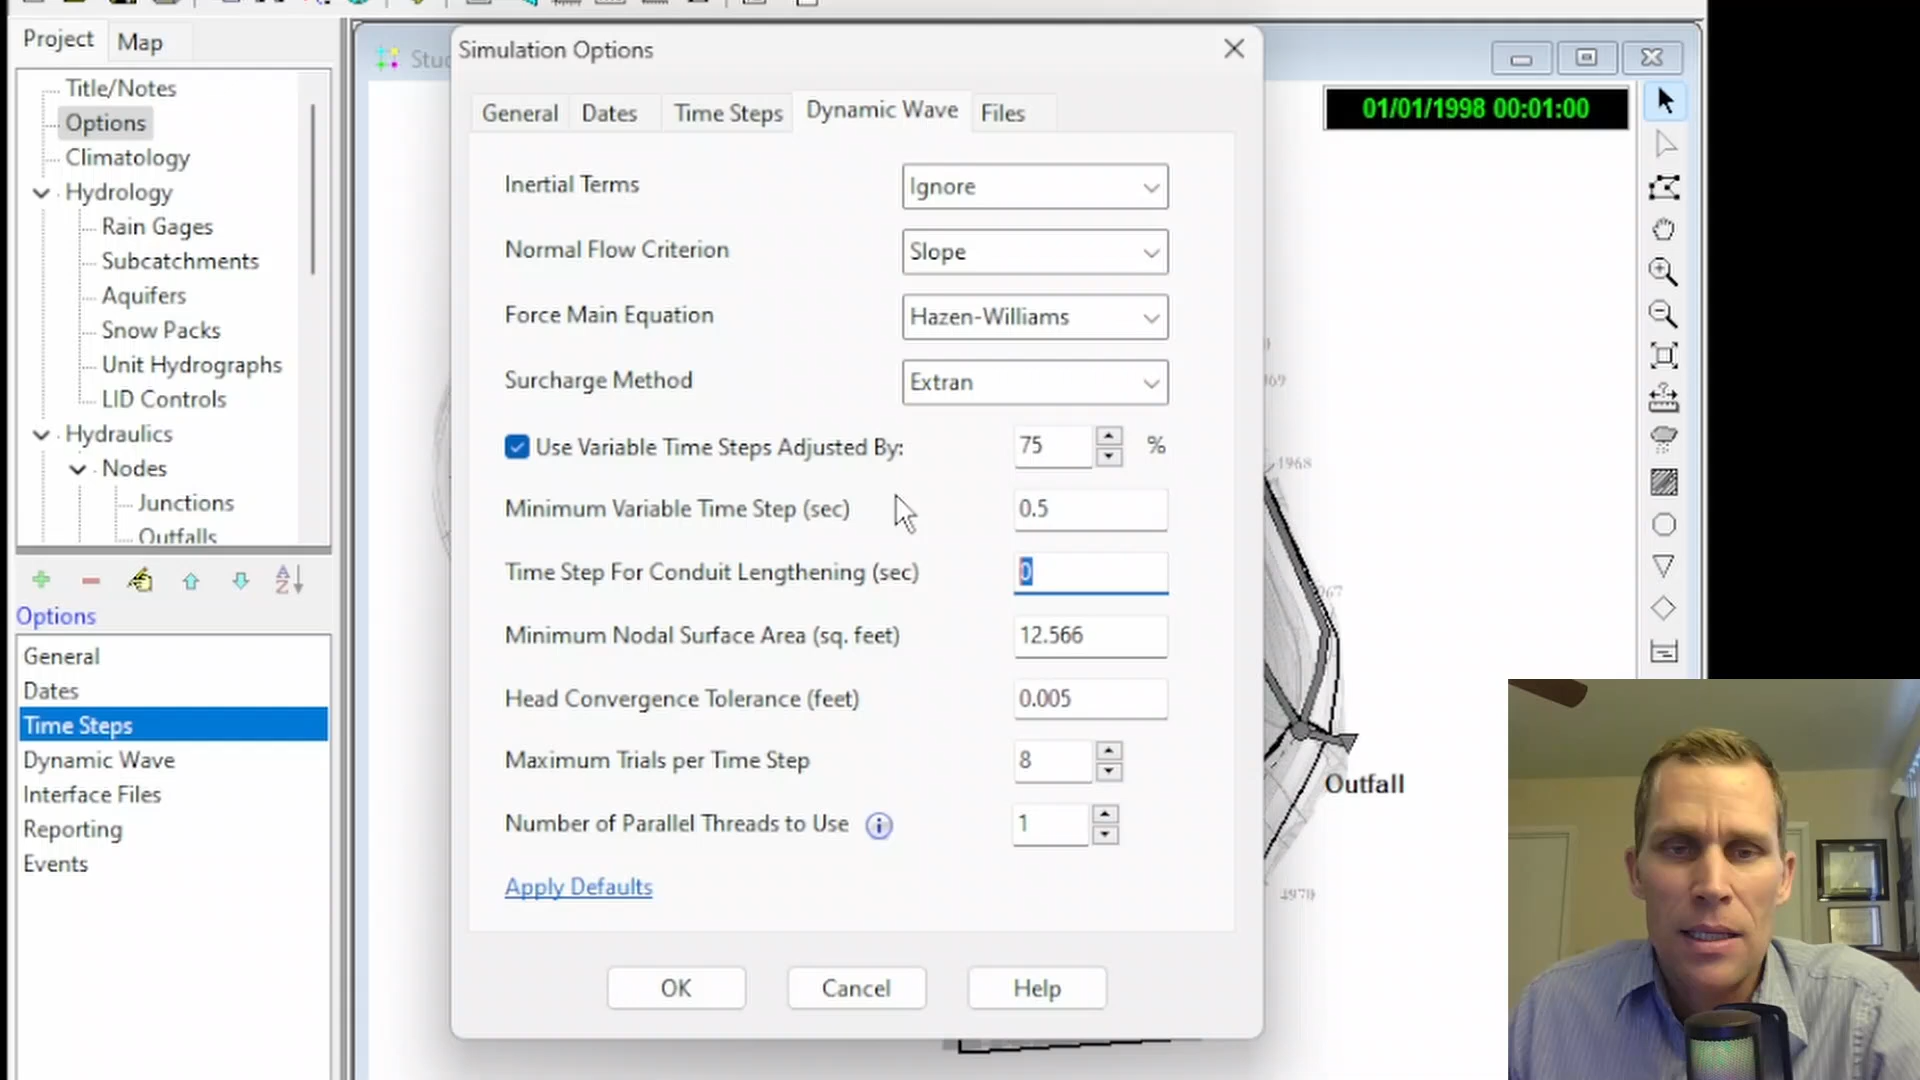 Project
Map
Title/Notes
Options
Climatology
Hydrology
Rain Gages
Subcatchments
Aquifers
Snow Packs
Unit Hydrographs
LID Controls
Hydraulics
Nodes
Junctions
Outfalls
Options
General
Dates
Time Steps
Dynamic Wave
Interface Files
Reporting
Events
Simulation Options
General Dates Time Steps Dynamic Wave Files
Inertial Terms Ignore
Normal Flow Criterion Slope
Force Main Equation Hazen-Williams
Surcharge Method Extran
Use Variable Time Steps Adjusted By: 75 %
Minimum Variable Time Step (sec) 0.5
Time Step For Conduit Lengthening (sec) 0
Minimum Nodal Surface Area (sq. feet) 12.566
Head Convergence Tolerance (feet) 0.005
Maximum Trials per Time Step 8
Number of Parallel Threads to Use 1
Apply Defaults
OK Cancel Help
01/01/1998 00:01:00
4968
Outfall
4970